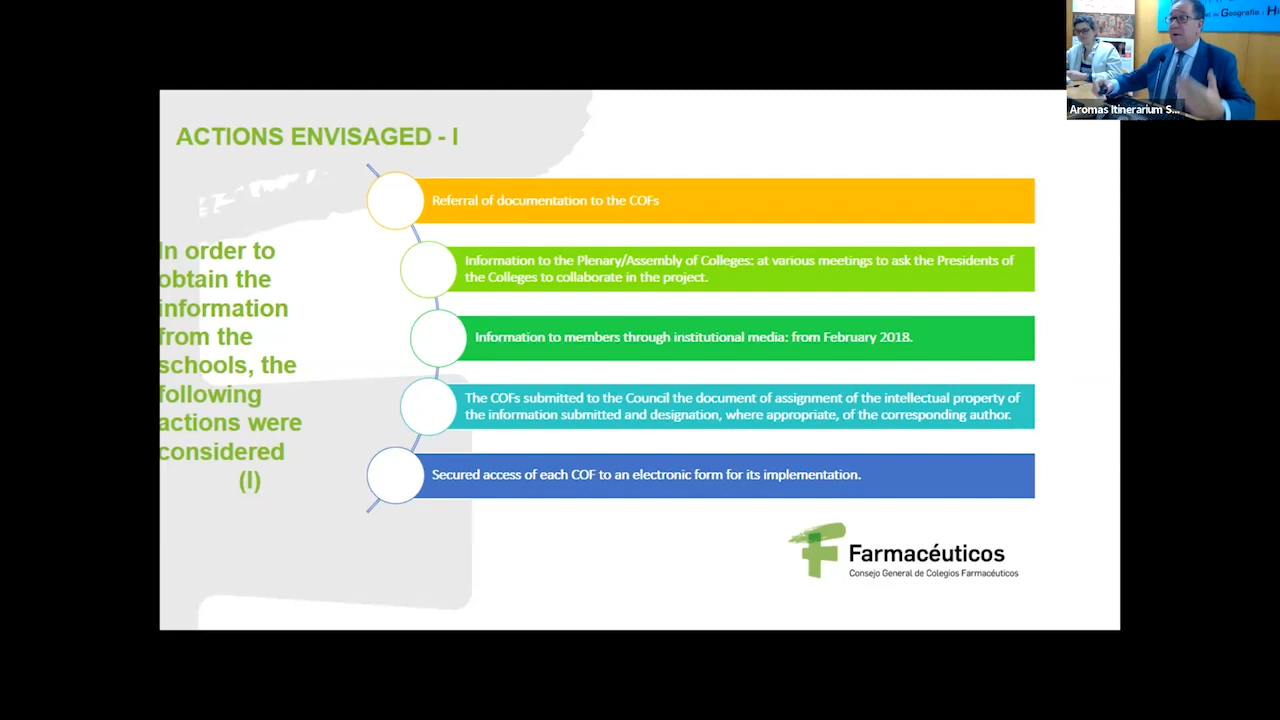 ACTIONS ENVISAGED - I
In order to
obtain the
information
from the
schools, the
following
actions were
considered
(I)
Referral of documentation to the COFs
Information to the Plenary/Assembly of Colleges: at various meetings to ask the Presidents of
the Colleges to collaborate in the project.
Information to members through institutional media: from February 2018.
The COFs submitted to the Council the document of assignment of the intellectual property of
the information submitted and designation, where appropriate, of the corresponding author.
Secured access of each COF to an electronic form for its implementation.
Farmacéuticos
Consejo General de Colegios Farmacéuticos
Geografia i H
Aromas Itinerarium S...